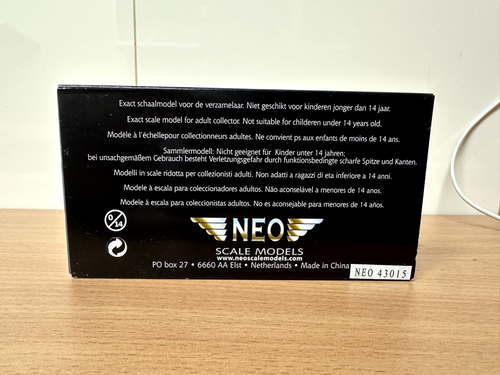 Exact schaalmodel voor de verzamelaar. Niet geschikt voor kinderen jonger dan 14 jaar.
Exact scale model for adult collector. Not suitable for childeren under 14 years old.
Modèle à l'échellepour collectionneurs adultes. Ne convient ps aux enfants de moins de 14 ans.
Sammlermodell: Nicht geeignet für Kinder unter 14 jahren:
bei unsachgemäßem Gebrauch besteht Verletzungsgefahr durch funktionsbedingte scharfe Spitze und Kanten.
Modelli in scale ridotta per collezionisti adulti. Non adatti a ragazzi di eta inferiore a 14 anni.
Modele à escala para coleccionadores adultos. Não aconselável a menores de 14 anos.
Modele à escala para coleccionistas adultos. No es aconsejable para menores de 14 años.
0/14
NEO
SCALE MODELS
www.neoscalemodels.com
PO box 27 • 6660 AA Elst • Netherlands • Made in China
NEO 43015